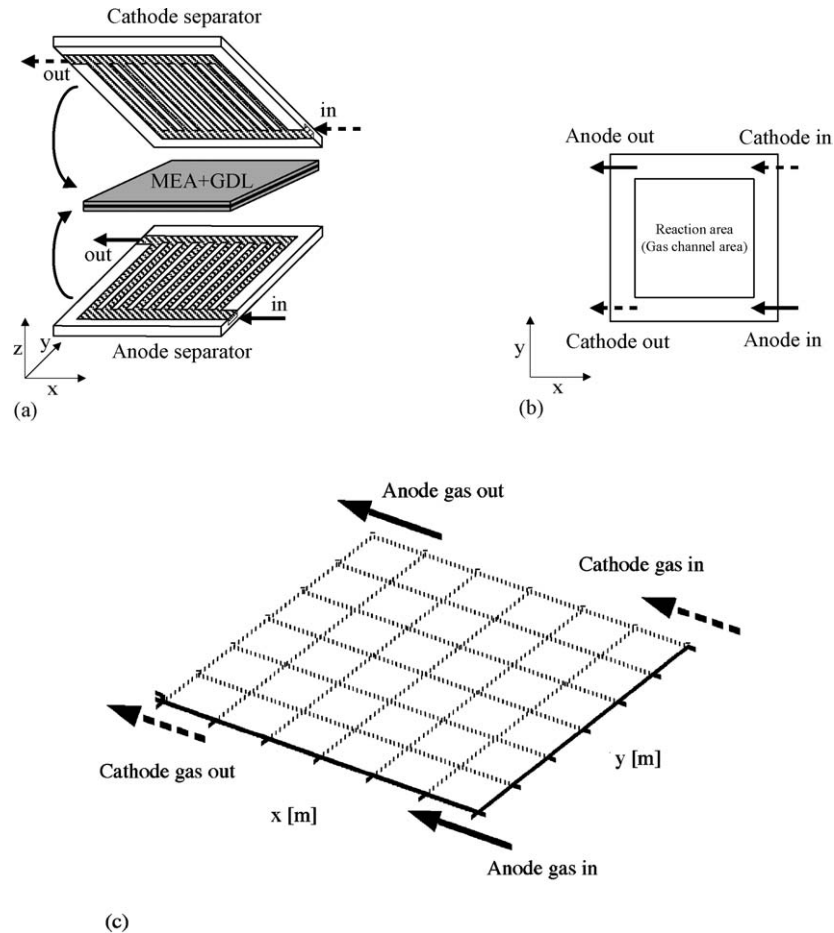 Cathode separator
out
in
MEA+GDL
out
in
Anode separator
z
y
x
(a)
Anode out
Cathode in
Reaction area
(Gas channel area)
Cathode out
Anode in
y
x
(b)
Anode gas out
Cathode gas in
Cathode gas out
y [m]
x [m]
Anode gas in
(c)